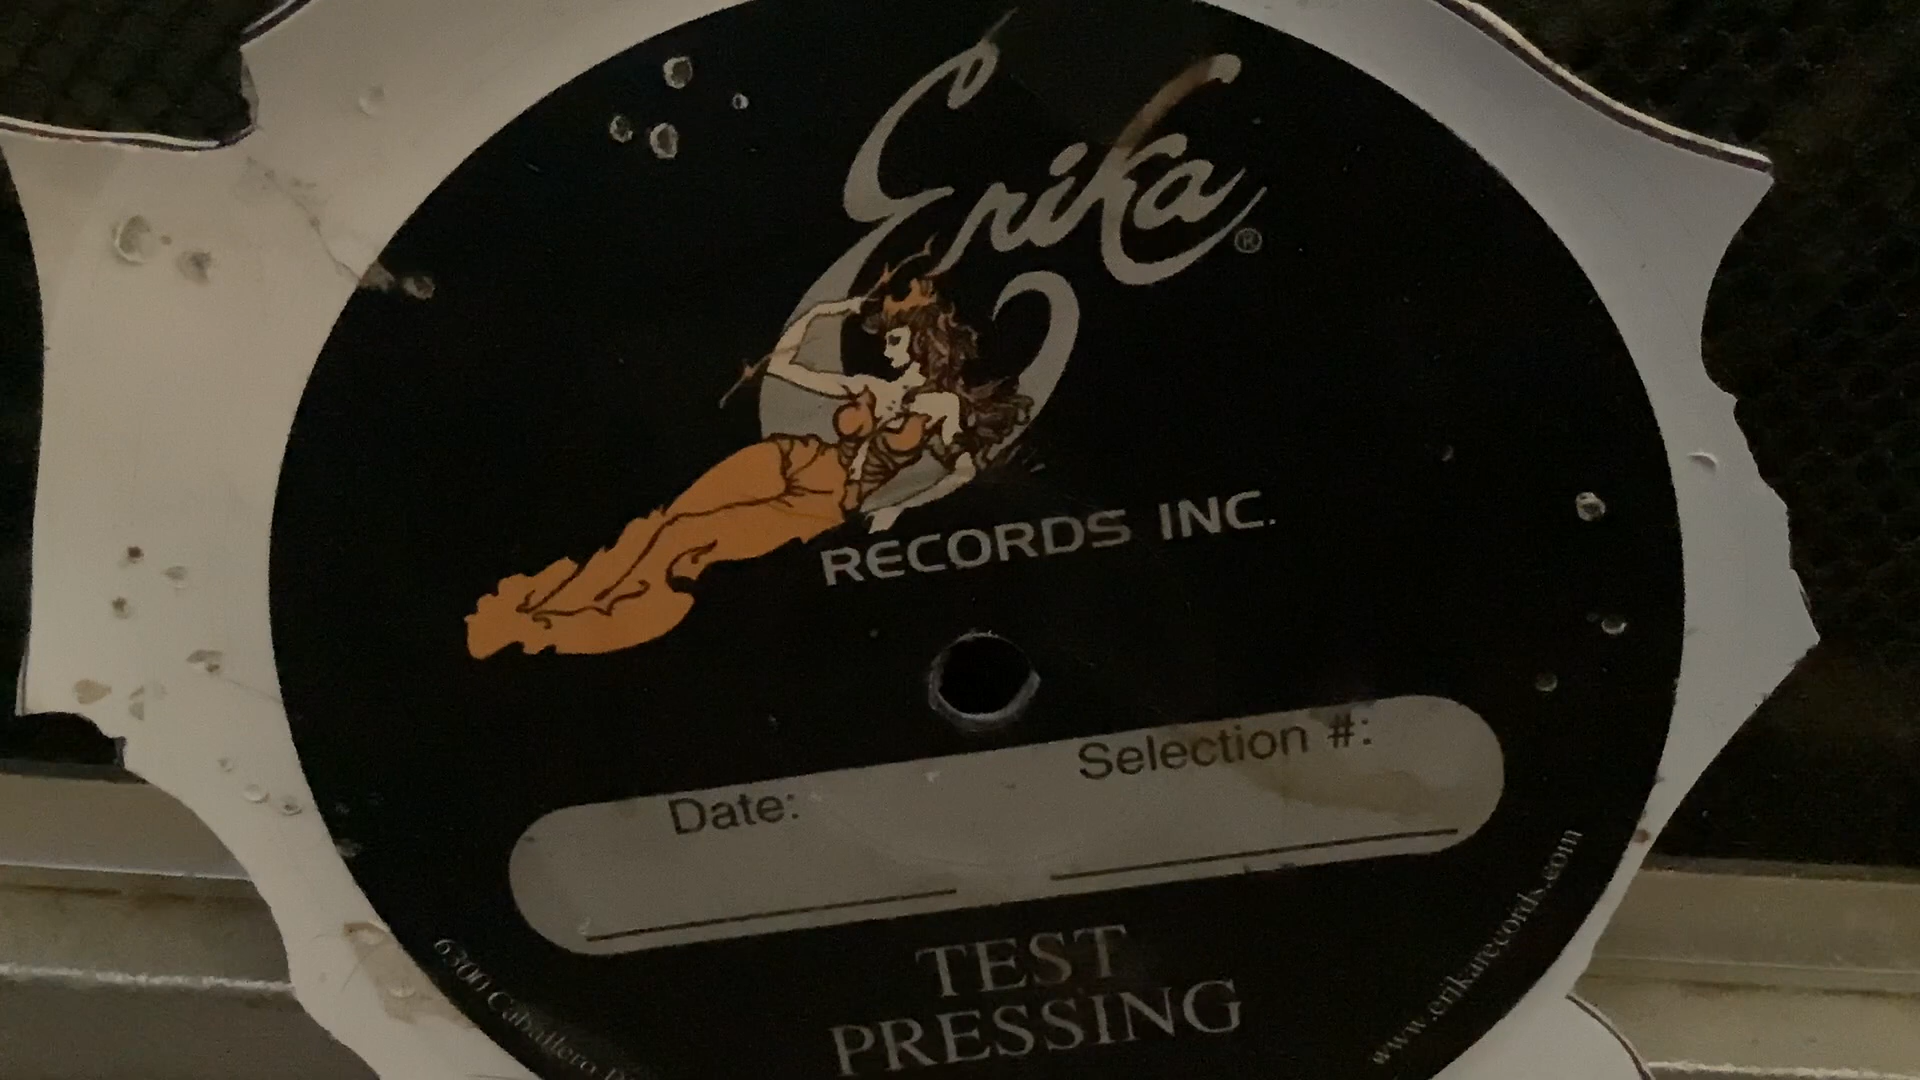 Erika®
RECORDS INC.
Date:
Selection #:
TEST
PRESSING
6300 Caballero
www.erikarecords.com